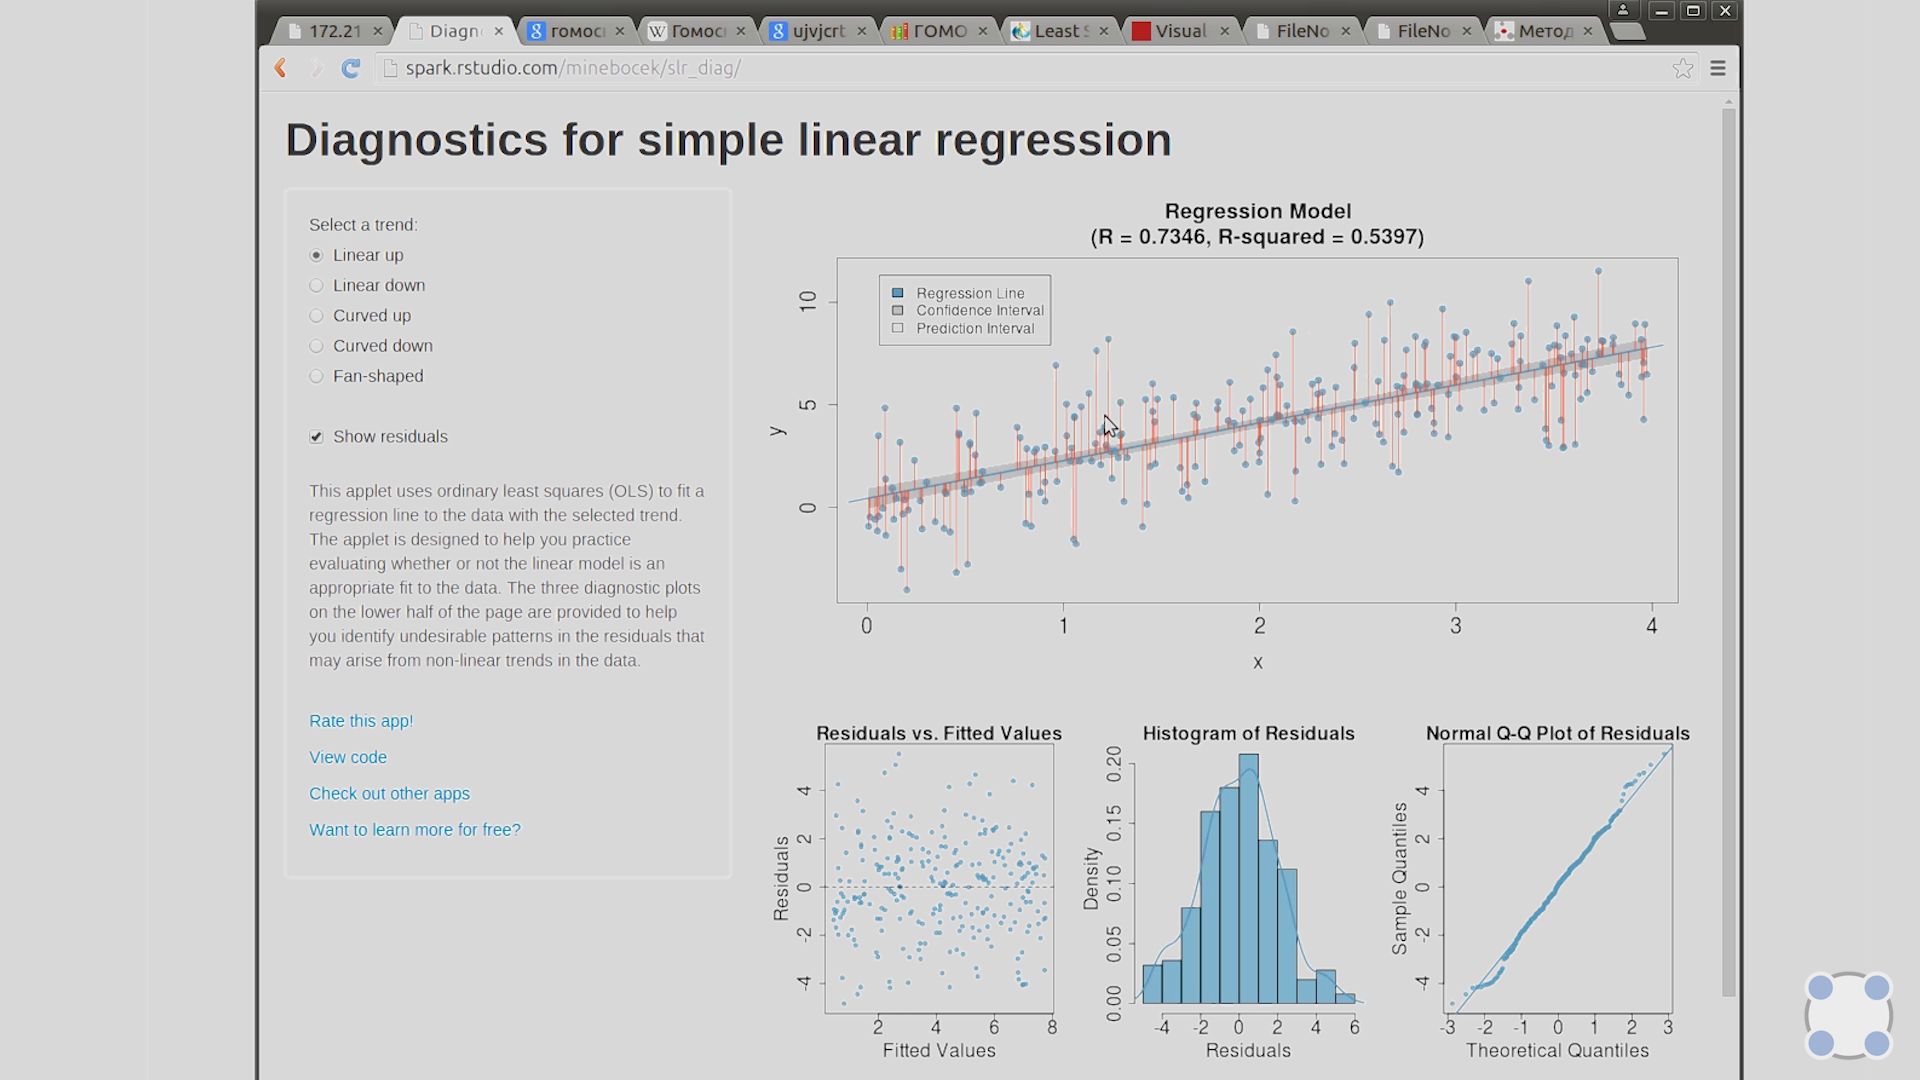 172.21
Diagn
гомос
Гомос
ujvjcrt
ГОМО
Least S
Visual
FileNo
FileNo
Метод
spark.rstudio.com/minebocek/slr_diag/
Diagnostics for simple linear regression
Select a trend:
Linear up
Linear down
Curved up
Curved down
Fan-shaped
Show residuals
This applet uses ordinary least squares (OLS) to fit a
regression line to the data with the selected trend.
The applet is designed to help you practice
evaluating whether or not the linear model is an
appropriate fit to the data. The three diagnostic plots
on the lower half of the page are provided to help
you identify undesirable patterns in the residuals that
may arise from non-linear trends in the data.
Rate this app!
View code
Check out other apps
Want to learn more for free?
Regression Model
(R = 0.7346, R-squared = 0.5397)
Regression Line
Confidence Interval
Prediction Interval
10
5
0
y
0 1 2 3 4
x
Residuals vs. Fitted Values
4
2
0
-2
-4
Residuals
2 4 6 8
Fitted Values
Histogram of Residuals
0.20
0.15
0.10
0.05
0.00
Density
-4 -2 0 2 4 6
Residuals
Normal Q-Q Plot of Residuals
4
2
0
-2
-4
Sample Quantiles
-3 -2 -1 0 1 2 3
Theoretical Quantiles